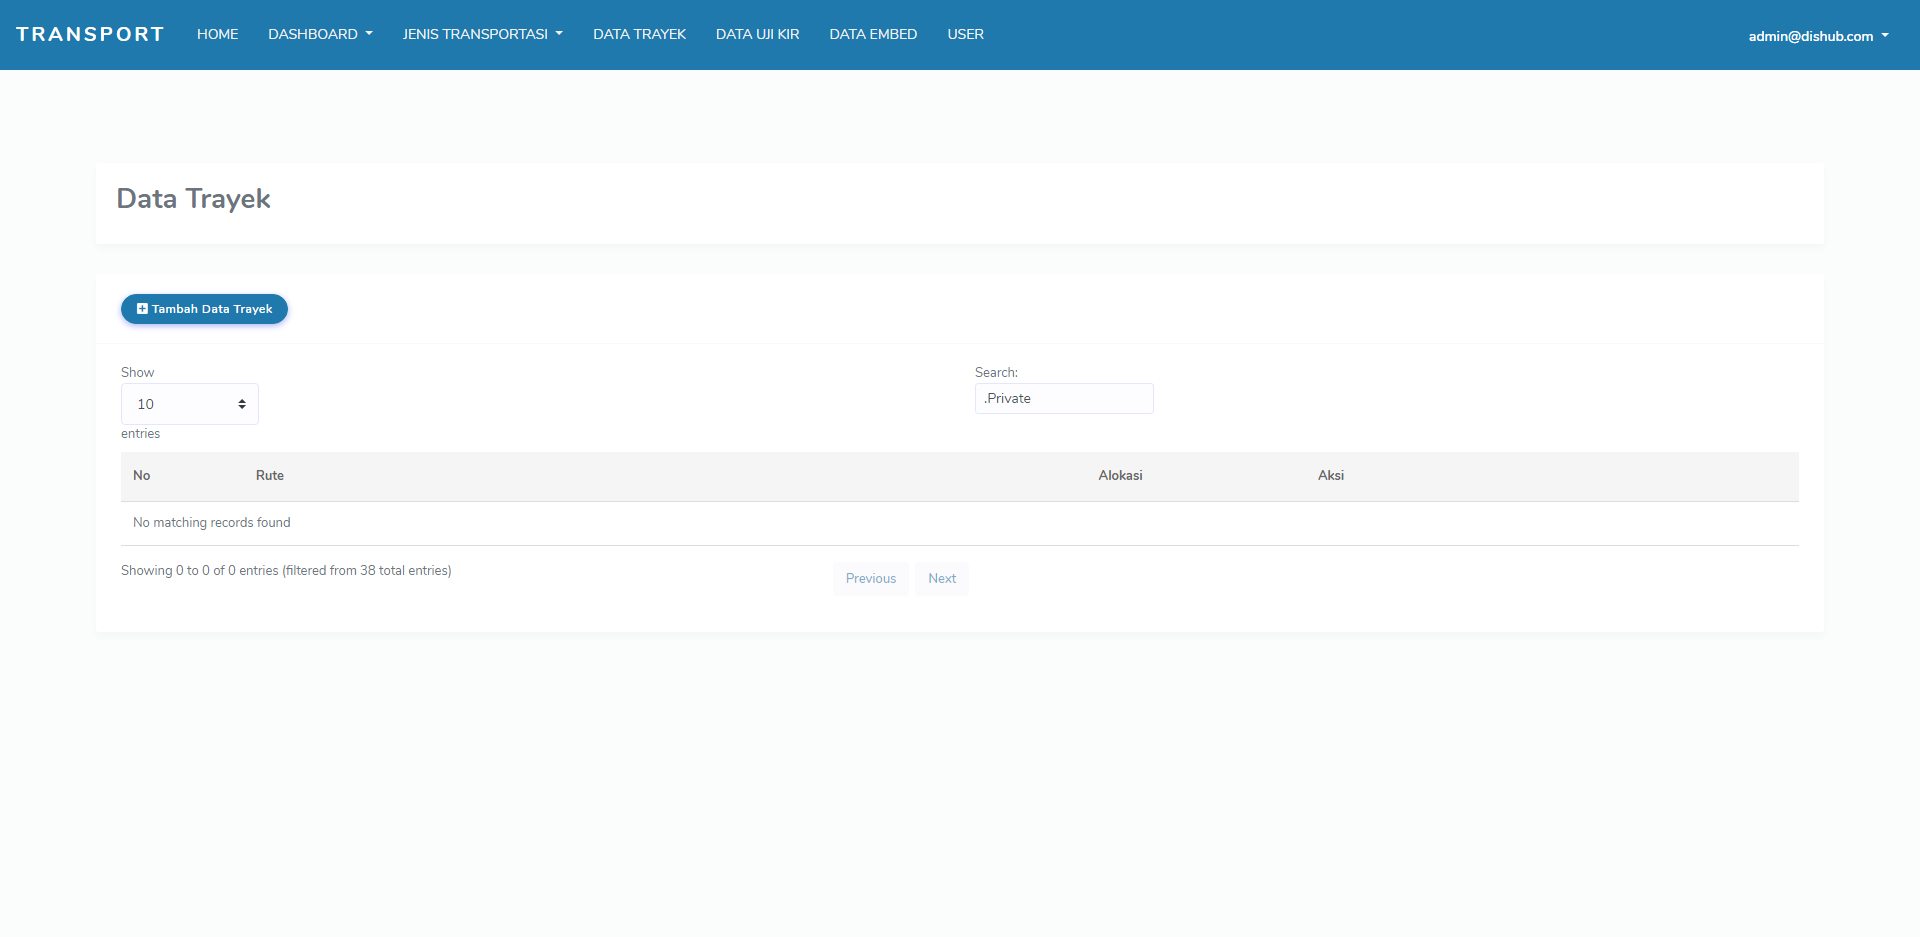 TRANSPORT HOME DASHBOARD JENIS TRANSPORTASI DATA TRAYEK DATA UJI KIR DATA EMBED USER admin@dishub.com
Data Trayek
Tambah Data Trayek
Show
Search:
10
.Private
entries
No Rute Alokasi Aksi
No matching records found
Showing 0 to 0 of 0 entries (filtered from 38 total entries)
Previous Next